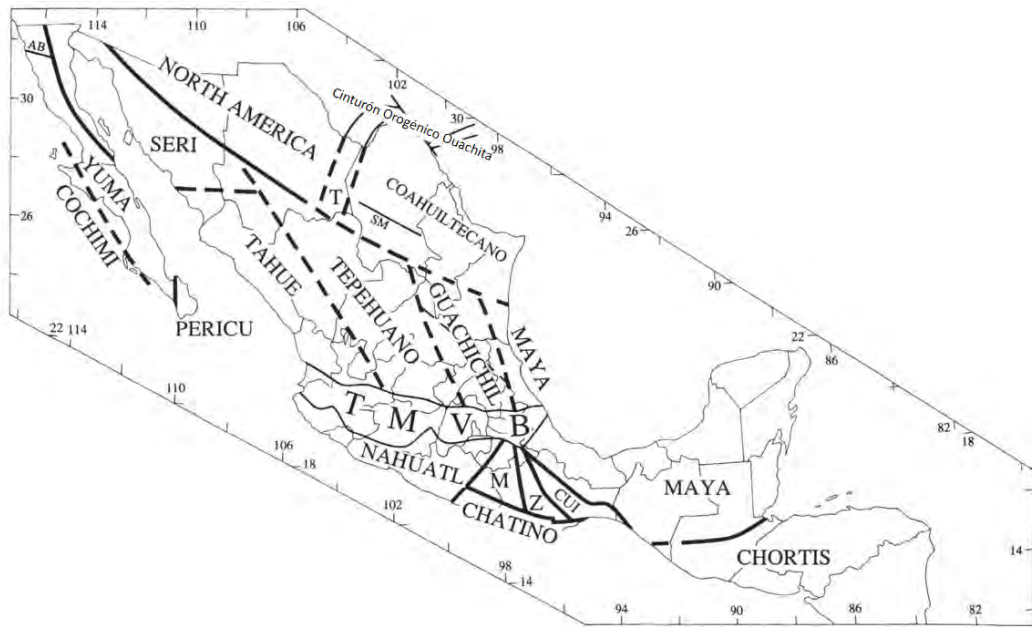 114
110
106
AB
NORTH AMERICA
102
30
98
Cinturón Orogénico Ouachita
30
SERI
94
T
COAHUILTECANO
SM
YUMA
COCHIMI
26
26
TAHUE
TEPEHUANO
GUACHICHIL
MAYA
90
PERICU
22
114
22
86
110
T M V B
82
18
106
18
NAHUATL
M
Z
CUI
MAYA
CHATINO
102
14
CHORTIS
98
14
94
90
86
82